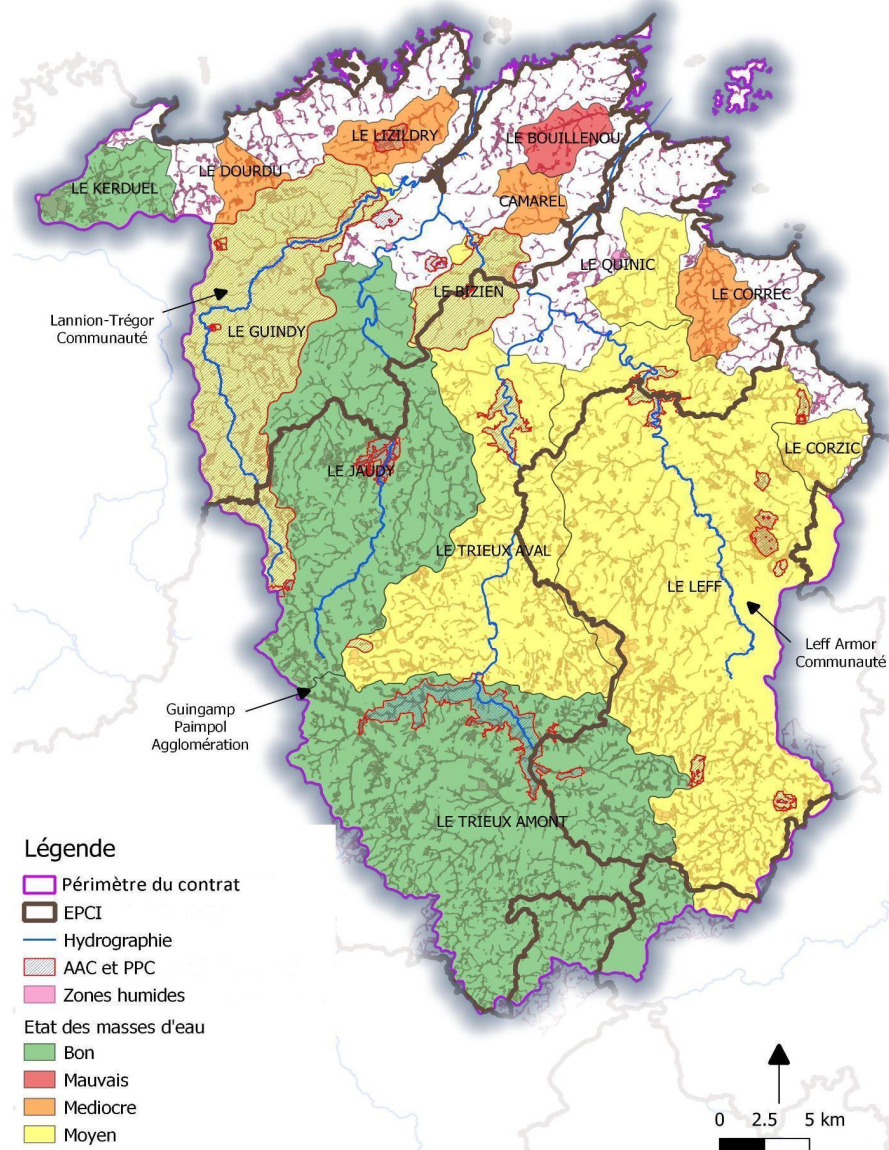 LE LIZILDRY
LE BOUILLENOU
LE DOURDU
LE KERDUEL
CAMAREL
LE QUINIC
LE BIZIEN
LE CORREC
Lannion-Trégor
Communauté
LE GUINDY
LE CORZIC
LE JAUDY
LE TRIEUX AVAL
LE LEFF
Leff Armor
Communauté
Guingamp
Paimpol
Agglomération
LE TRIEUX AMONT
Légende
Périmètre du contrat
EPCI
Hydrographie
AAC et PPC
Zones humides
Etat des masses d'eau
Bon
Mauvais
Mediocre
Moyen
0 2.5 5 km